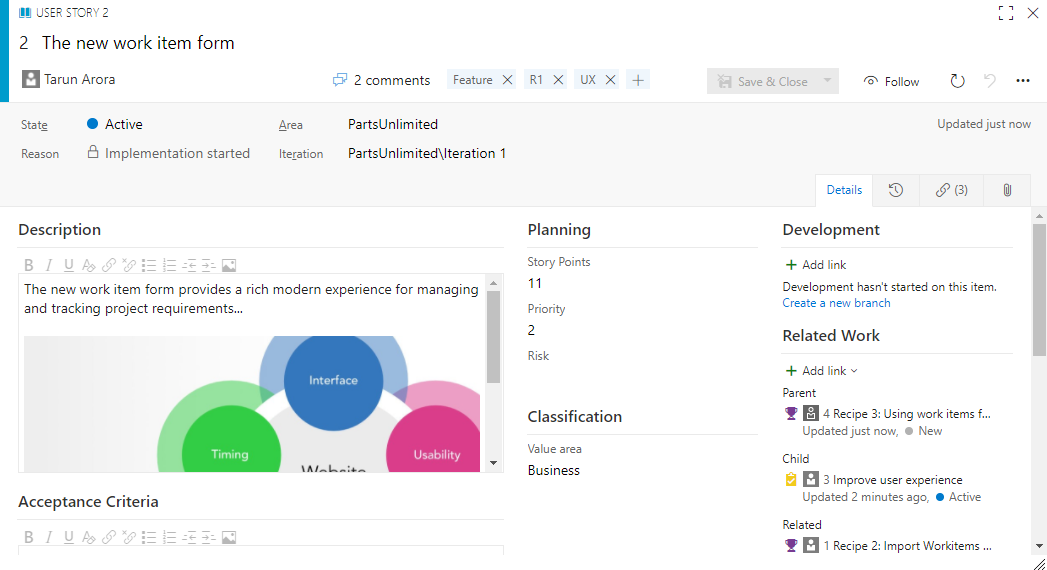 USER STORY 2
2 The new work item form
Tarun Arora
2 comments
Feature
R1
UX
Save & Close
Follow
State
Active
Area
PartsUnlimited
Updated just now
Reason
Implementation started
Iteration
PartsUnlimited\Iteration 1
Details
(3)
Description
B I U
The new work item form provides a rich modern experience for managing
and tracking project requirements...
Interface
Timing
Usability
Website
Acceptance Criteria
B I U
Planning
Story Points
11
Priority
2
Risk
Classification
Value area
Business
Development
+ Add link
Development hasn't started on this item.
Create a new branch
Related Work
+ Add link
Parent
4 Recipe 3: Using work items f...
Updated just now, New
Child
3 Improve user experience
Updated 2 minutes ago, Active
Related
1 Recipe 2: Import Workitems ...